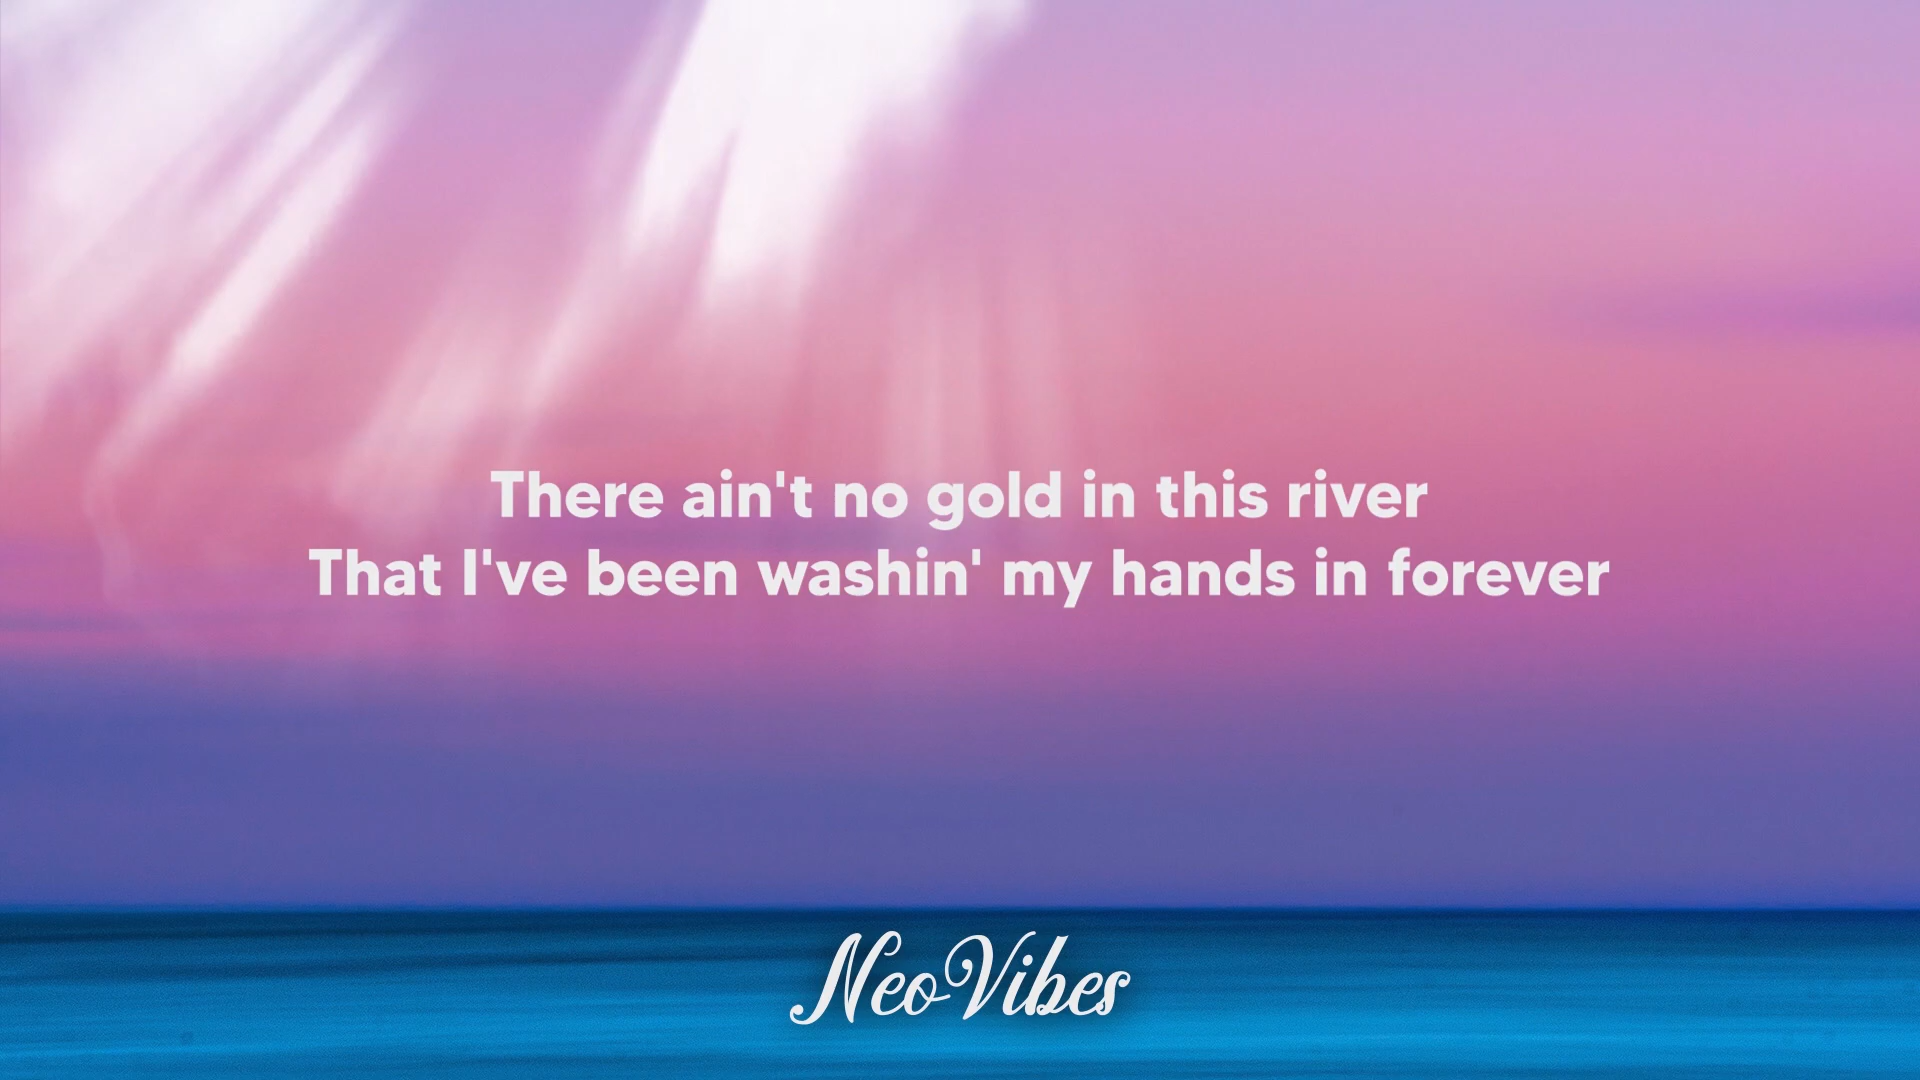 There ain't no gold in this river
That I've been washin' my hands in forever
NeoVibes